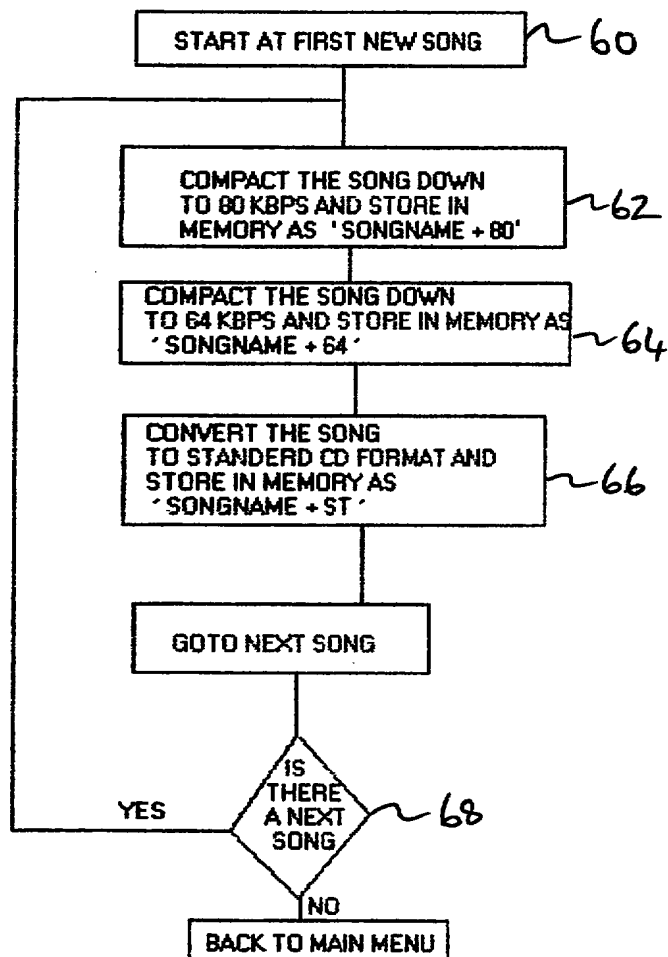 START AT FIRST NEW SONG
60
COMPACT THE SONG DOWN
TO 80 KBPS AND STORE IN
MEMORY AS 'SONGNAME + 80'
62
COMPACT THE SONG DOWN
TO 64 KBPS AND STORE IN MEMORY AS
'SONGNAME + 64'
64
CONVERT THE SONG
TO STANDERD CD FORMAT AND
STORE IN MEMORY AS
'SONGNAME + ST'
66
GOTO NEXT SONG
IS
THERE
A NEXT
SONG
68
YES
NO
BACK TO MAIN MENU